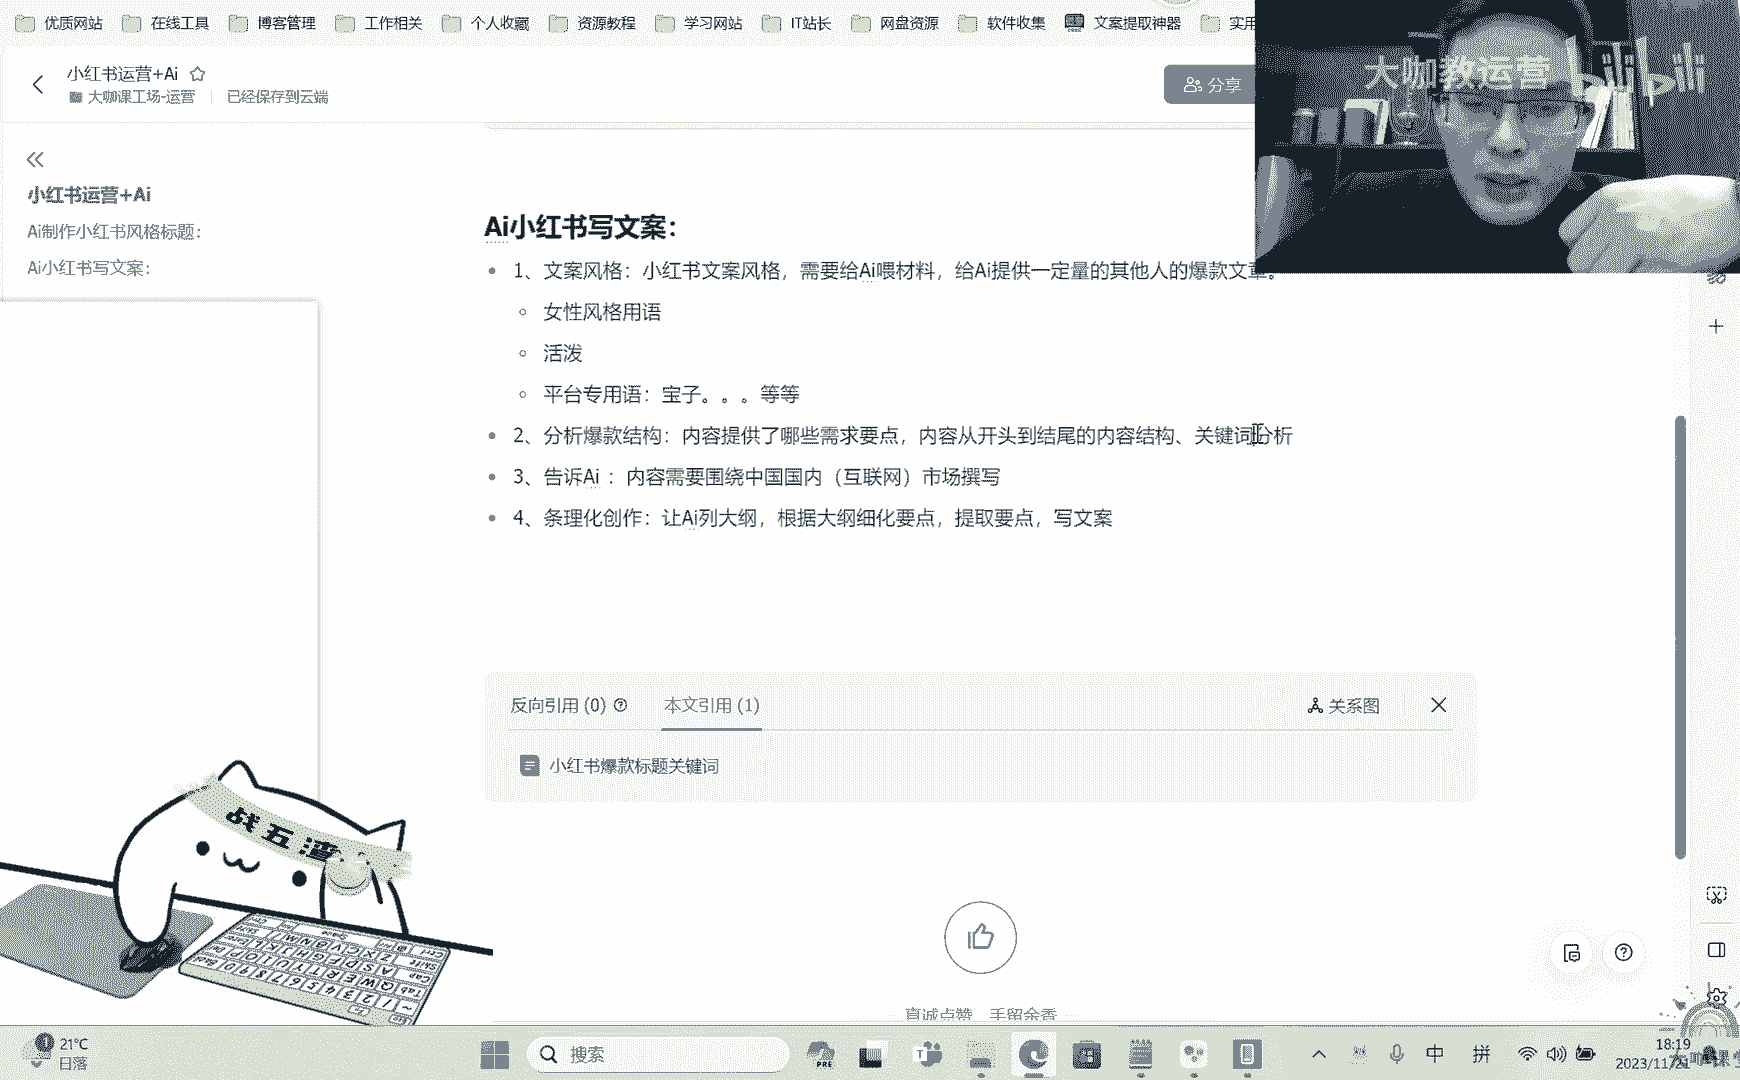 优质网站 在线工具 博客管理 工作相关 个人收藏 资源教程 学习网站 IT站长 网盘资源 软件收集 文案提取神器 实用
大咖教运营 bilibili
小红书运营+Ai
大咖课工场-运营 已经保存到云端
分享
小红书运营+Ai
Ai制作小红书风格标题：
Ai小红书写文案：
Ai小红书写文案：
1、文案风格：小红书文案风格，需要给Ai喂材料，给Ai提供一定量的其他人的爆款文章。
女性风格用语
活泼
平台专用语：宝子。。。等等
2、分析爆款结构：内容提供了哪些需求要点，内容从开头到结尾的内容结构、关键词分析
3、告诉Ai ：内容需要围绕中国国内（互联网）市场撰写
4、条理化创作：让Ai列大纲，根据大纲细化要点，提取要点，写文案
反向引用 (0) 本文引用 (1) 关系图
小红书爆款标题关键词
战五渣
真诚点赞，手留余香
21°C
日落
搜索
PRE
中 拼
18:19
2023/11/21